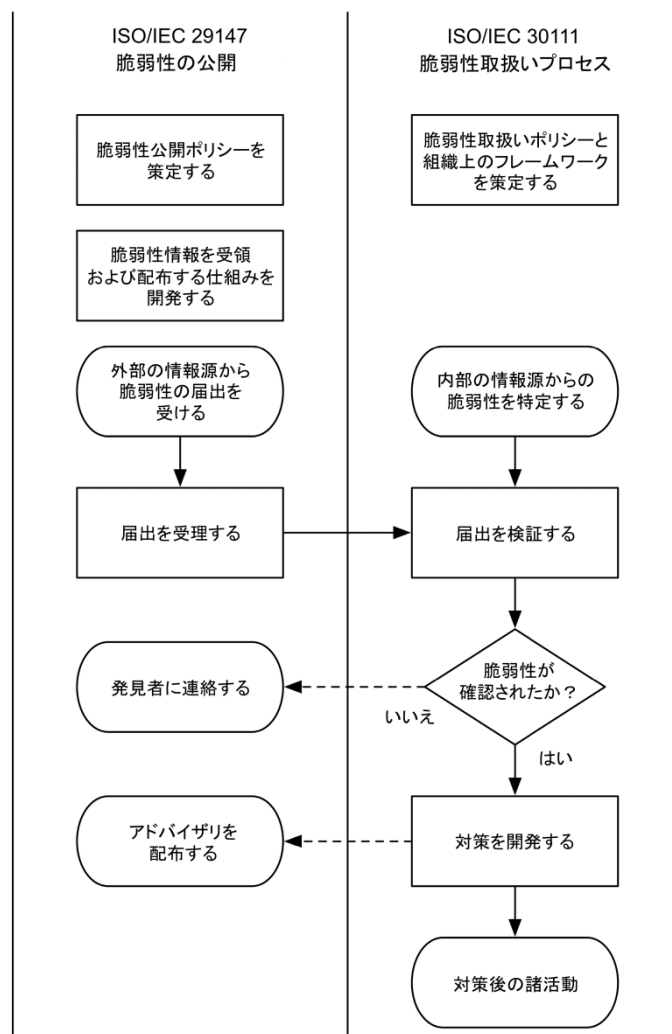 ISO/IEC 29147
脆弱性の公開
ISO/IEC 30111
脆弱性取扱いプロセス
脆弱性公開ポリシーを
策定する
脆弱性取扱いポリシーと
組織上のフレームワーク
を策定する
脆弱性情報を受領
および配布する仕組みを
開発する
外部の情報源から
脆弱性の届出を
受ける
内部の情報源からの
脆弱性を特定する
届出を受理する
届出を検証する
発見者に連絡する
脆弱性が
確認されたか？
いいえ
はい
アドバイザリを
配布する
対策を開発する
対策後の諸活動